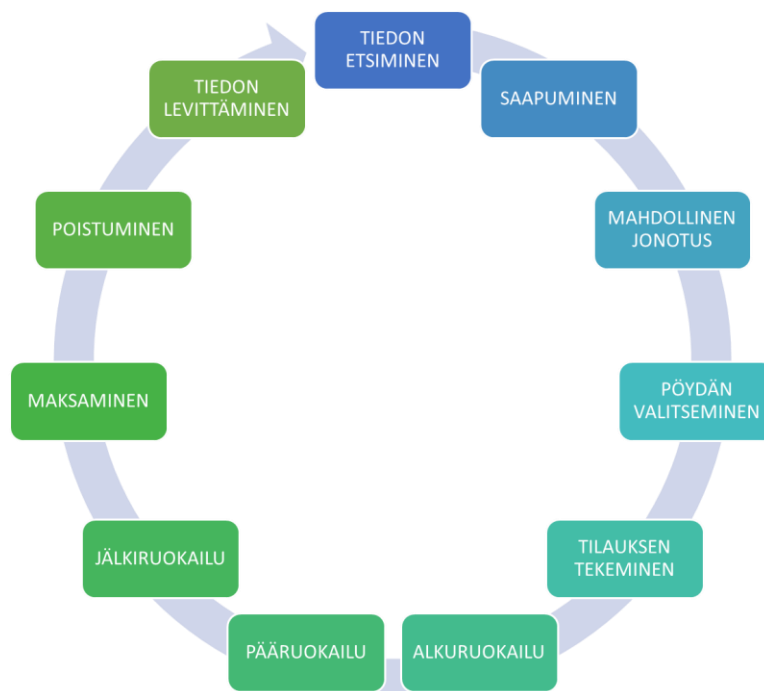 TIEDON
ETSIMINEN
SAAPUMINEN
MAHDOLLINEN
JONOTUS
PÖYDÄN
VALITSEMINEN
TILAUKSEN
TEKEMINEN
ALKURUOKAILU
PÄÄRUOKAILU
JÄLKIRUOKAILU
MAKSAMINEN
POISTUMINEN
TIEDON
LEVITTÄMINEN